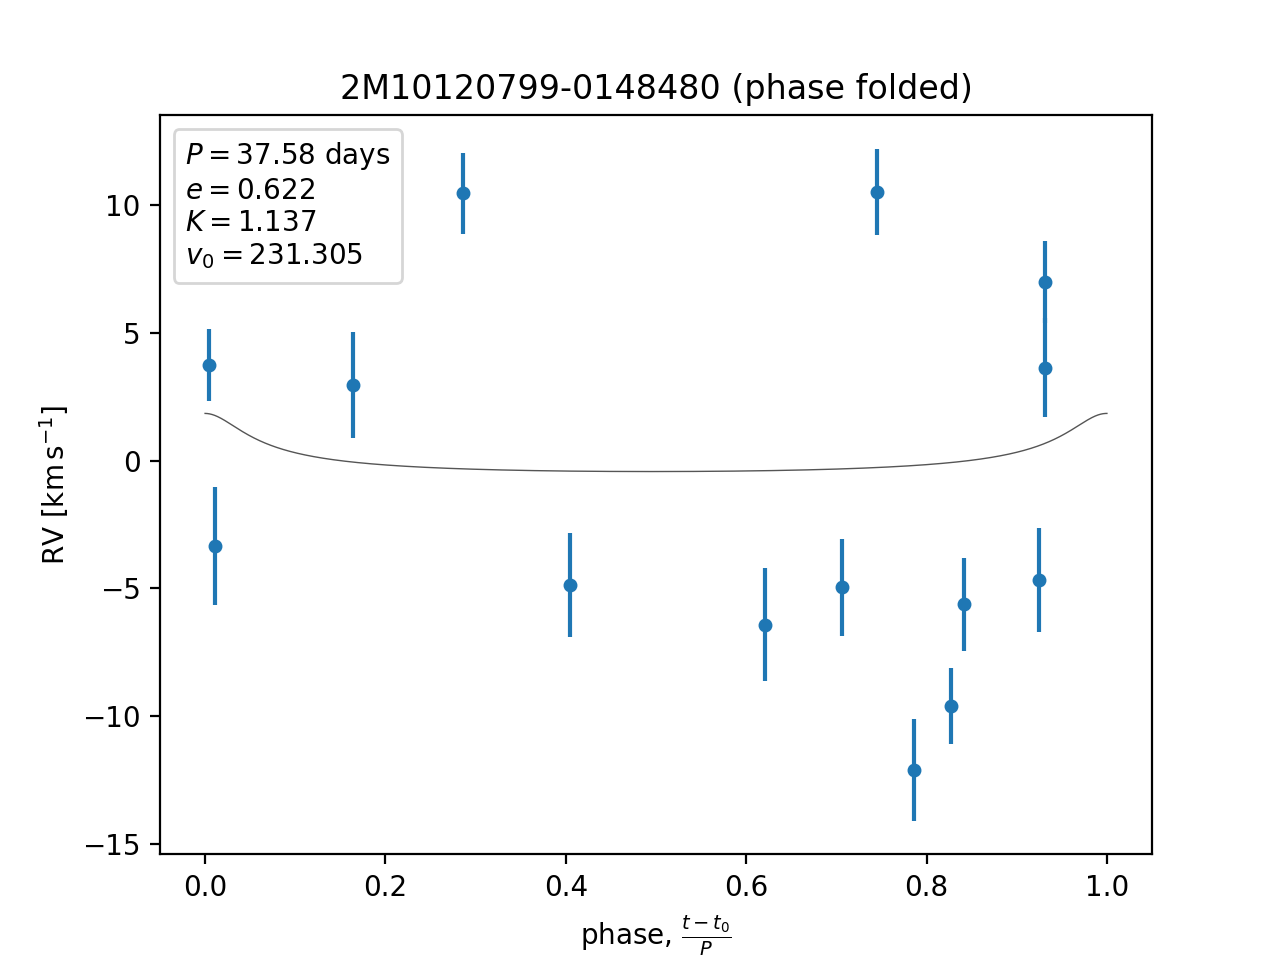 2M10120799-0148480 (phase folded)
P = 37.58 days
e = 0.622
K = 1.137
v₀ = 231.305
10
5
0
−5
−10
−15
RV [km s⁻¹]
0.0 0.2 0.4 0.6 0.8 1.0
phase, (t − t₀)/P